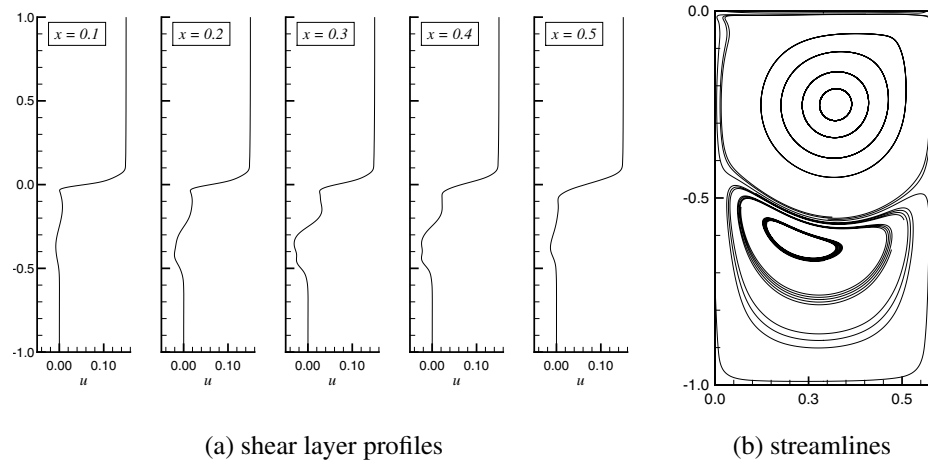 x = 0.1
x = 0.2
x = 0.3
x = 0.4
x = 0.5
1.0
0.5
0.0
-0.5
-1.0
0.00 0.10
0.00 0.10
0.00 0.10
0.00 0.10
0.00 0.10
u
u
u
u
u
(a) shear layer profiles
0.0
-0.5
-1.0
0.0 0.3 0.5
(b) streamlines